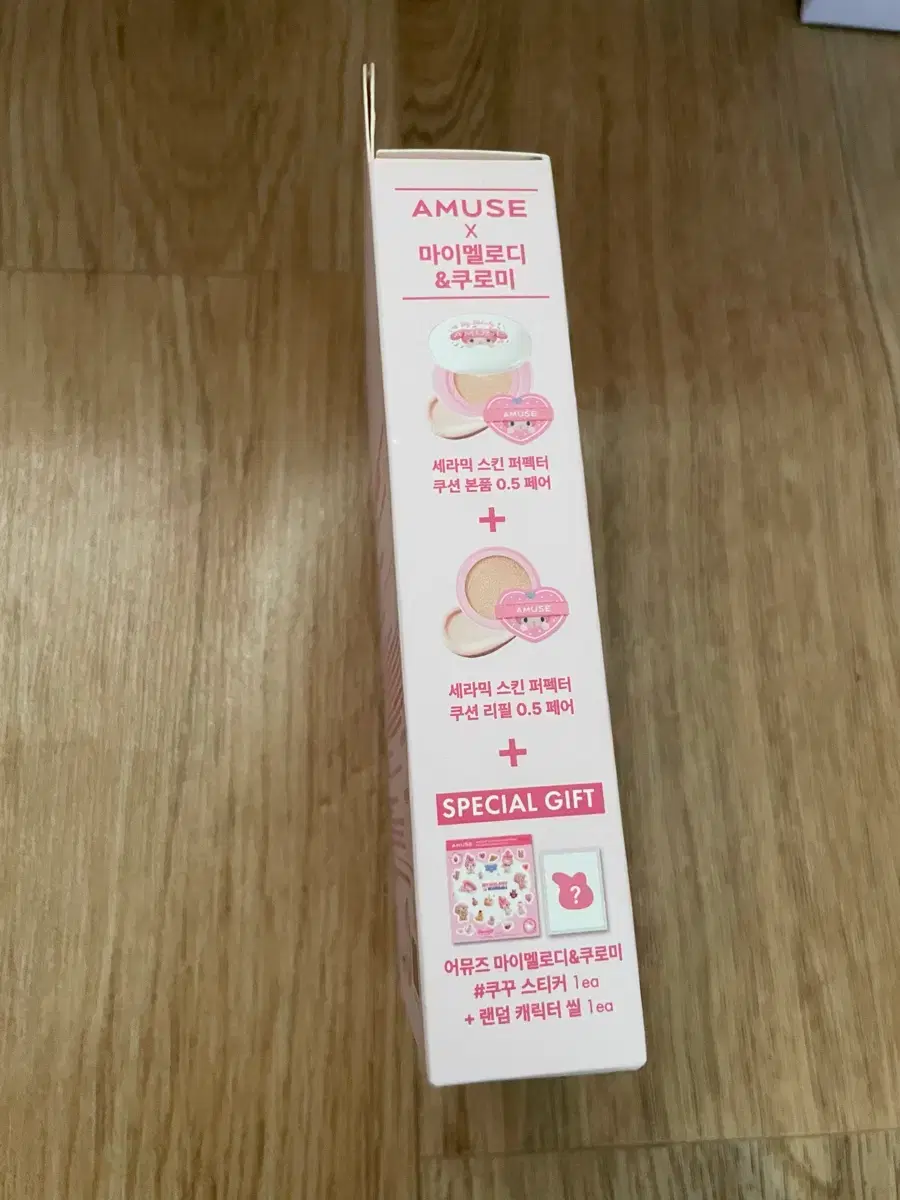 AMUSE
X
마이멜로디
&쿠로미
AMUSE
세라믹 스킨 퍼펙터
쿠션 본품 0.5 페어
+
AMUSE
세라믹 스킨 퍼펙터
쿠션 리필 0.5 페어
+
SPECIAL GIFT
AMUSE
?
어뮤즈 마이멜로디&쿠로미
#쿠꾸 스티커 1ea
+ 랜덤 캐릭터 씰 1ea